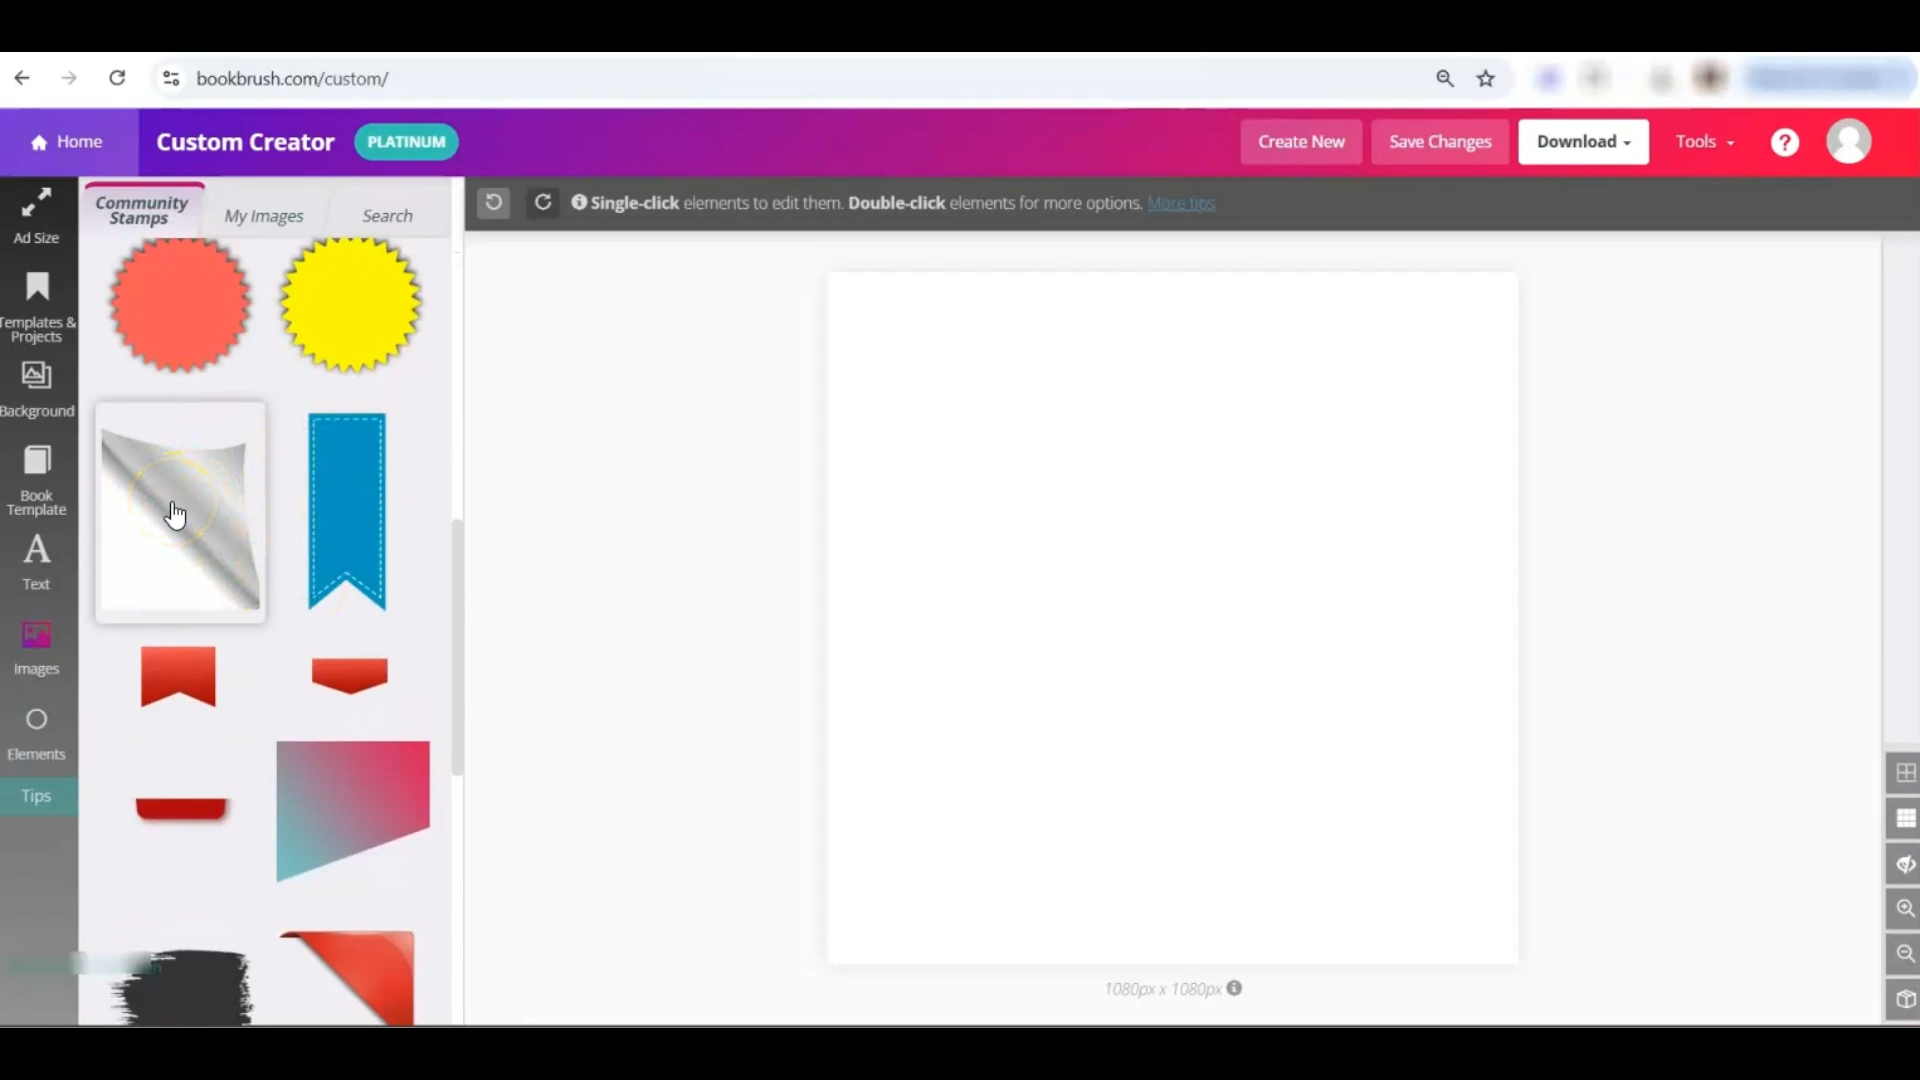 bookbrush.com/custom/
Home
Custom Creator
PLATINUM
Create New
Save Changes
Download
Tools
?
Ad Size
Templates &
Projects
Background
Book
Template
Text
Images
Elements
Tips
Community
Stamps
My Images
Search
Single-click elements to edit them. Double-click elements for more options. More tips
1080px x 1080px